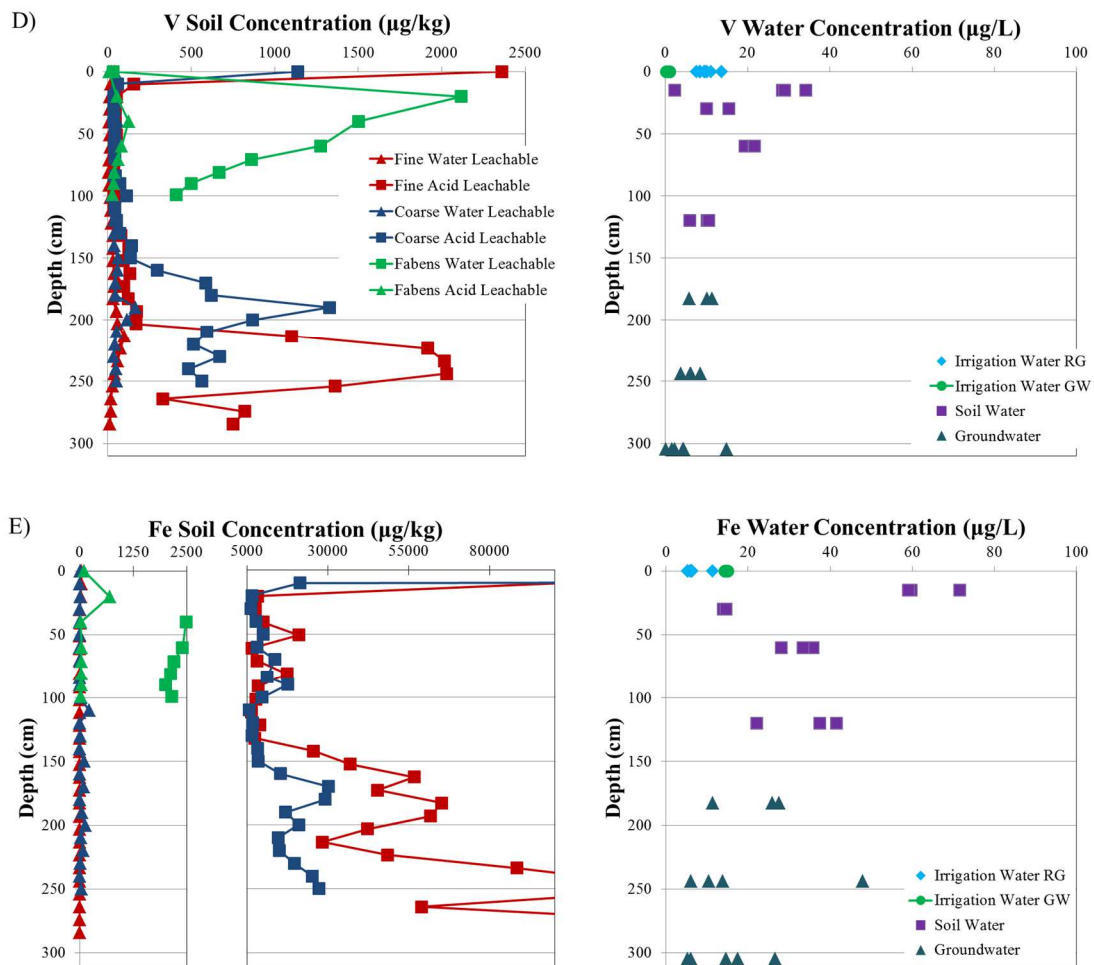 D)
V Soil Concentration (µg/kg)
0 500 1000 1500 2000 2500
0
50
100
150
200
250
300
Depth (cm)
Fine Water Leachable
Fine Acid Leachable
Coarse Water Leachable
Coarse Acid Leachable
Fabens Water Leachable
Fabens Acid Leachable
V Water Concentration (µg/L)
0 20 40 60 80 100
0
50
100
150
200
250
300
Depth (cm)
Irrigation Water RG
Irrigation Water GW
Soil Water
Groundwater
E)
Fe Soil Concentration (µg/kg)
0 1250 2500 5000 30000 55000 80000
0
50
100
150
200
250
300
Depth (cm)
Fe Water Concentration (µg/L)
0 20 40 60 80 100
0
50
100
150
200
250
300
Depth (cm)
Irrigation Water RG
Irrigation Water GW
Soil Water
Groundwater